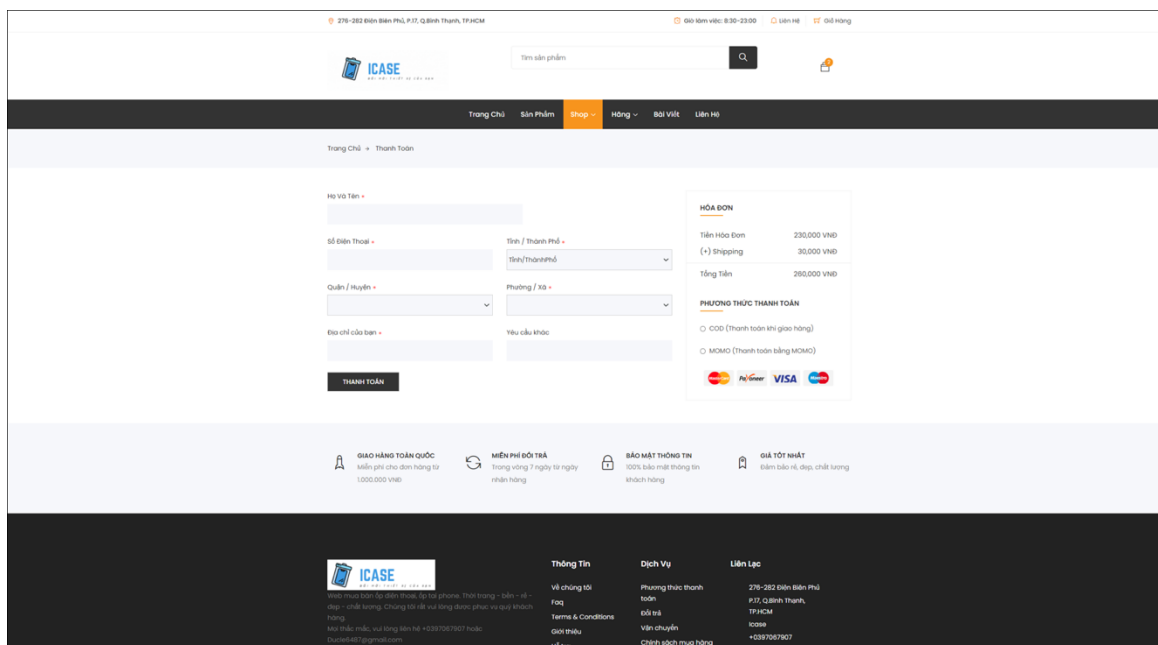 276-282 Điện Biên Phủ, P.17, Q.Bình Thạnh, TP.HCM
Giờ làm việc: 8:30-23:00
Liên Hệ
Giỏ Hàng
ICASE
Tìm sản phẩm
Trang Chủ Sản Phẩm Shop Hãng Bài Viết Liên Hệ
Trang Chủ → Thanh Toán
Họ Và Tên *
Số Điện Thoại *
Tỉnh / Thành Phố *
Tỉnh/ThànhPhố
Quận / Huyện *
Phường / Xã *
Địa chỉ của bạn *
Yêu cầu khác
THANH TOÁN
HÓA ĐƠN
Tiền Hóa Đơn 230,000 VNĐ
(+) Shipping 30,000 VNĐ
Tổng Tiền 260,000 VNĐ
PHƯƠNG THỨC THANH TOÁN
COD (Thanh toán khi giao hàng)
MOMO (Thanh toán bằng MOMO)
Payoneer VISA
GIAO HÀNG TOÀN QUỐC
Miễn phí cho đơn hàng từ
1.000.000 VNĐ
MIỄN PHÍ ĐỔI TRẢ
Trong vòng 7 ngày từ ngày
nhận hàng
BẢO MẬT THÔNG TIN
100% bảo mật thông tin
khách hàng
GIÁ TỐT NHẤT
Đảm bảo rẻ, đẹp, chất lượng
ICASE
Web mua bán ốp điện thoại, ốp tai phone. Thời trang - bền - rẻ -
đẹp - chất lượng. Chúng tôi rất vui lòng được phục vụ quý khách
hàng.
Mọi thắc mắc, vui lòng liên hệ +0397067907 hoặc
Ducle6487@gmail.com
Thông Tin
Về chúng tôi
Faq
Terms & Conditions
Giới thiệu
Dịch Vụ
Phương thức thanh
toán
Đổi trả
Vận chuyển
Chính sách mua hàng
Liên Lạc
276-282 Điện Biên Phủ
P.17, Q.Bình Thạnh,
TP.HCM
Icase
+0397067907